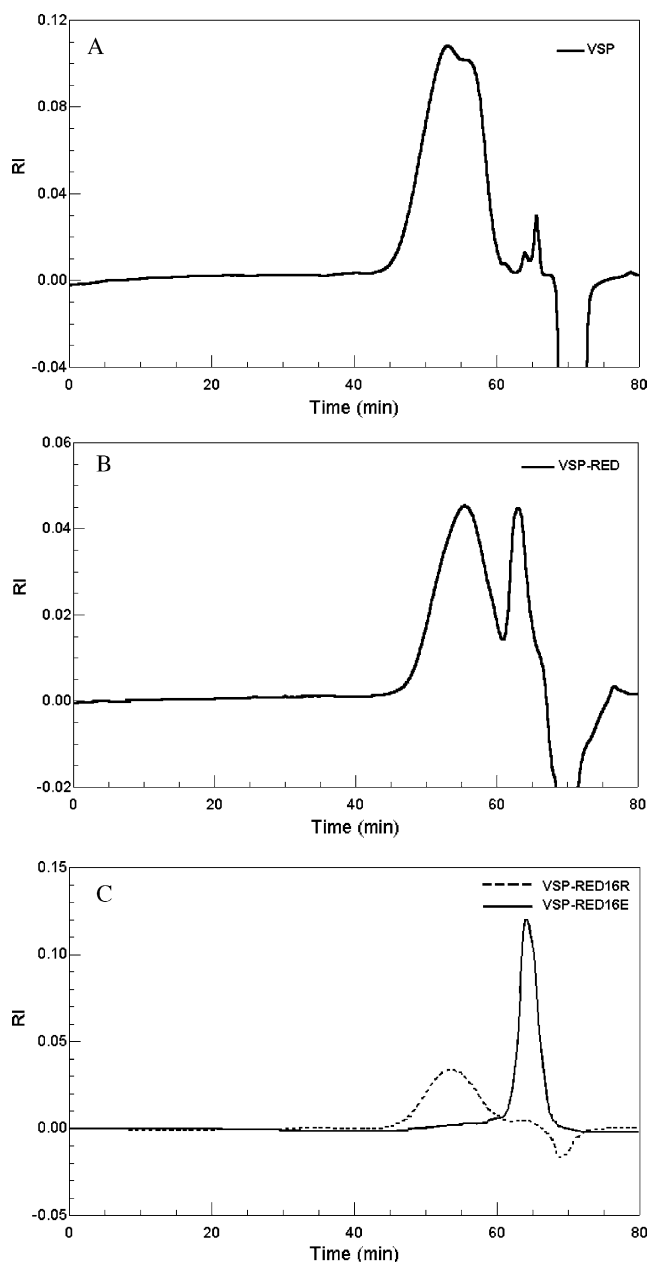 A
VSP
0.12
0.08
0.04
0.00
-0.04
RI
0 20 40 60 80
Time (min)
B
VSP-RED
0.06
0.04
0.02
0.00
-0.02
RI
0 20 40 60 80
Time (min)
C
VSP-RED16R
VSP-RED16E
0.15
0.10
0.05
0.00
-0.05
RI
0 20 40 60 80
Time (min)